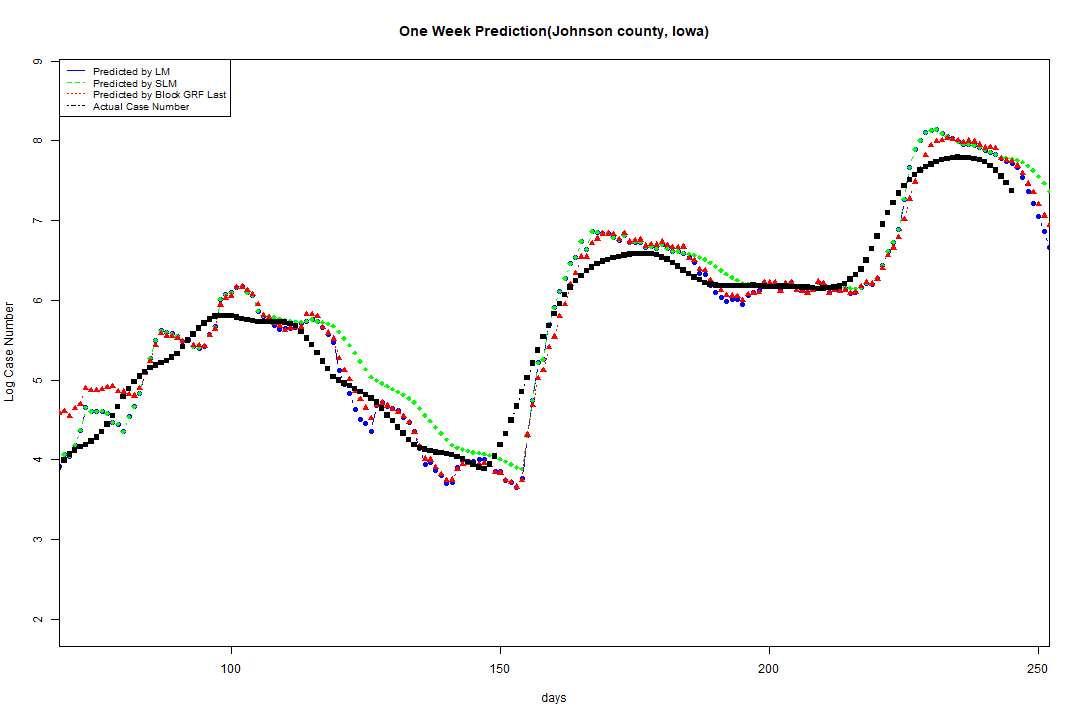 One Week Prediction(Johnson county, Iowa)
Predicted by LM
Predicted by SLM
Predicted by Block GRF Last
Actual Case Number
Log Case Number
9
8
7
6
5
4
3
2
100 150 200 250
days